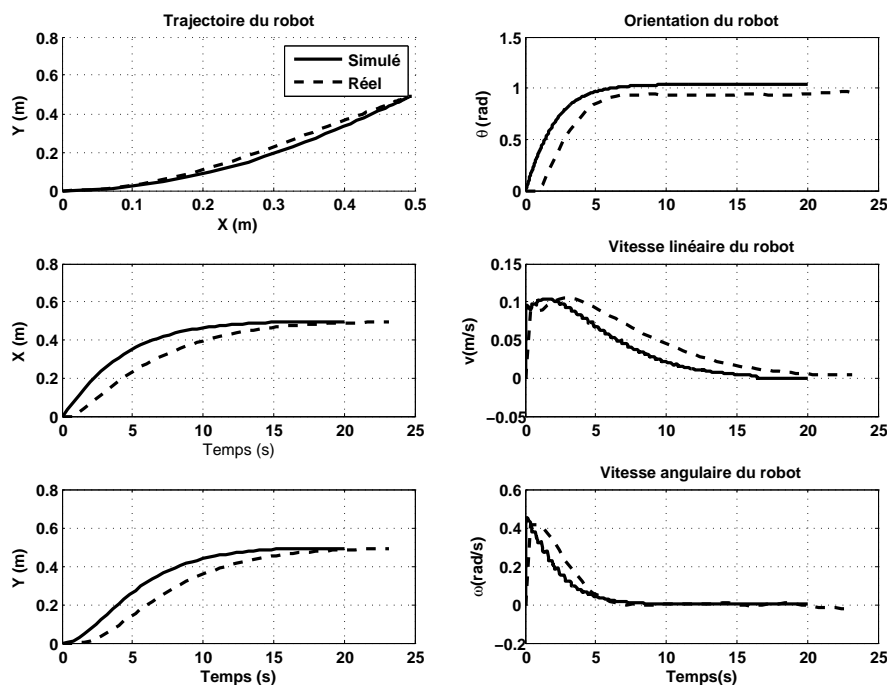 Trajectoire du robot
0.8
0.6
0.4
0.2
0
Y (m)
0 0.1 0.2 0.3 0.4 0.5
X (m)
Simulé
Réel
Orientation du robot
1.5
1
0.5
0
θ (rad)
0 5 10 15 20 25
0.8
0.6
0.4
0.2
0
X (m)
0 5 10 15 20 25
Temps (s)
Vitesse linéaire du robot
0.15
0.1
0.05
0
−0.05
v(m/s)
0 5 10 15 20 25
0.8
0.6
0.4
0.2
0
Y (m)
0 5 10 15 20 25
Temps (s)
Vitesse angulaire du robot
0.6
0.4
0.2
0
−0.2
ω(rad/s)
0 5 10 15 20 25
Temps(s)